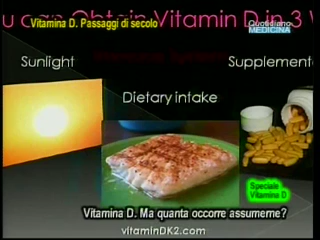 u can Obtain Vitamin D in 3 W
Vitamina D. Passaggi di secolo
Quotidiano
MEDICINA
Sunlight
Supplement
Dietary intake
Speciale
Vitamina D
Vitamina D. Ma quanta occorre assumerne?
vitaminDK2.com